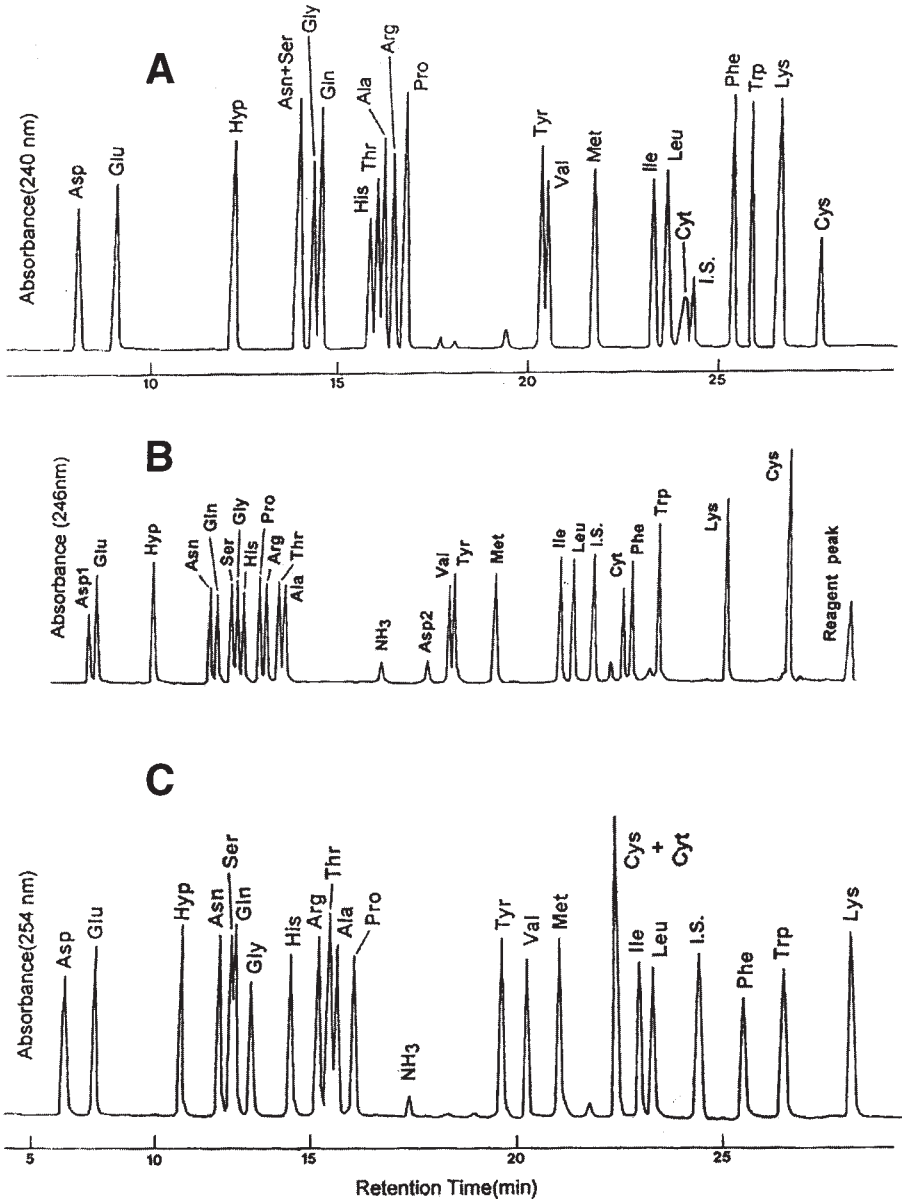 A
Absorbance(240 nm)
Asp
Glu
Hyp
Asn+Ser
Gly
Gln
His
Thr
Ala
Arg
Pro
Tyr
Val
Met
Ile
Leu
Cyt
I.S.
Phe
Trp
Lys
Cys
10
15
20
25
B
Absorbance (246nm)
Asp1
Glu
Hyp
Asn
Gln
Ser
Gly
His
Pro
Arg
Thr
Ala
NH3
Asp2
Val
Tyr
Met
Ile
Leu
I.S.
Cyt
Phe
Trp
Lys
Cys
Reagent peak
C
Absorbance(254 nm)
Asp
Glu
Hyp
Asn
Ser
Gln
Gly
His
Arg
Thr
Ala
Pro
NH3
Tyr
Val
Met
Cys + Cyt
Ile
Leu
I.S.
Phe
Trp
Lys
5
10
15
20
25
Retention Time(min)